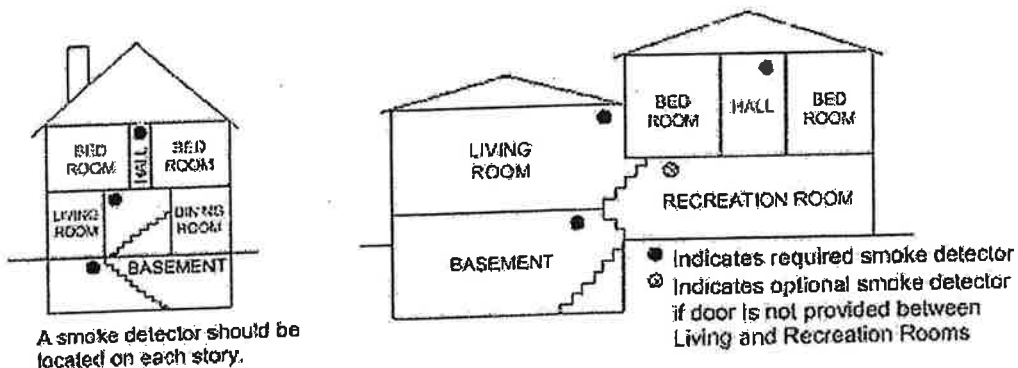 BED
ROOM
HALL
BED
ROOM
LIVING
ROOM
DINING
ROOM
BASEMENT
A smoke detector should be
located on each story.
LIVING
ROOM
BED
ROOM
HALL
BED
ROOM
RECREATION ROOM
BASEMENT
Indicates required smoke detector
Indicates optional smoke detector
if door is not provided between
Living and Recreation Rooms